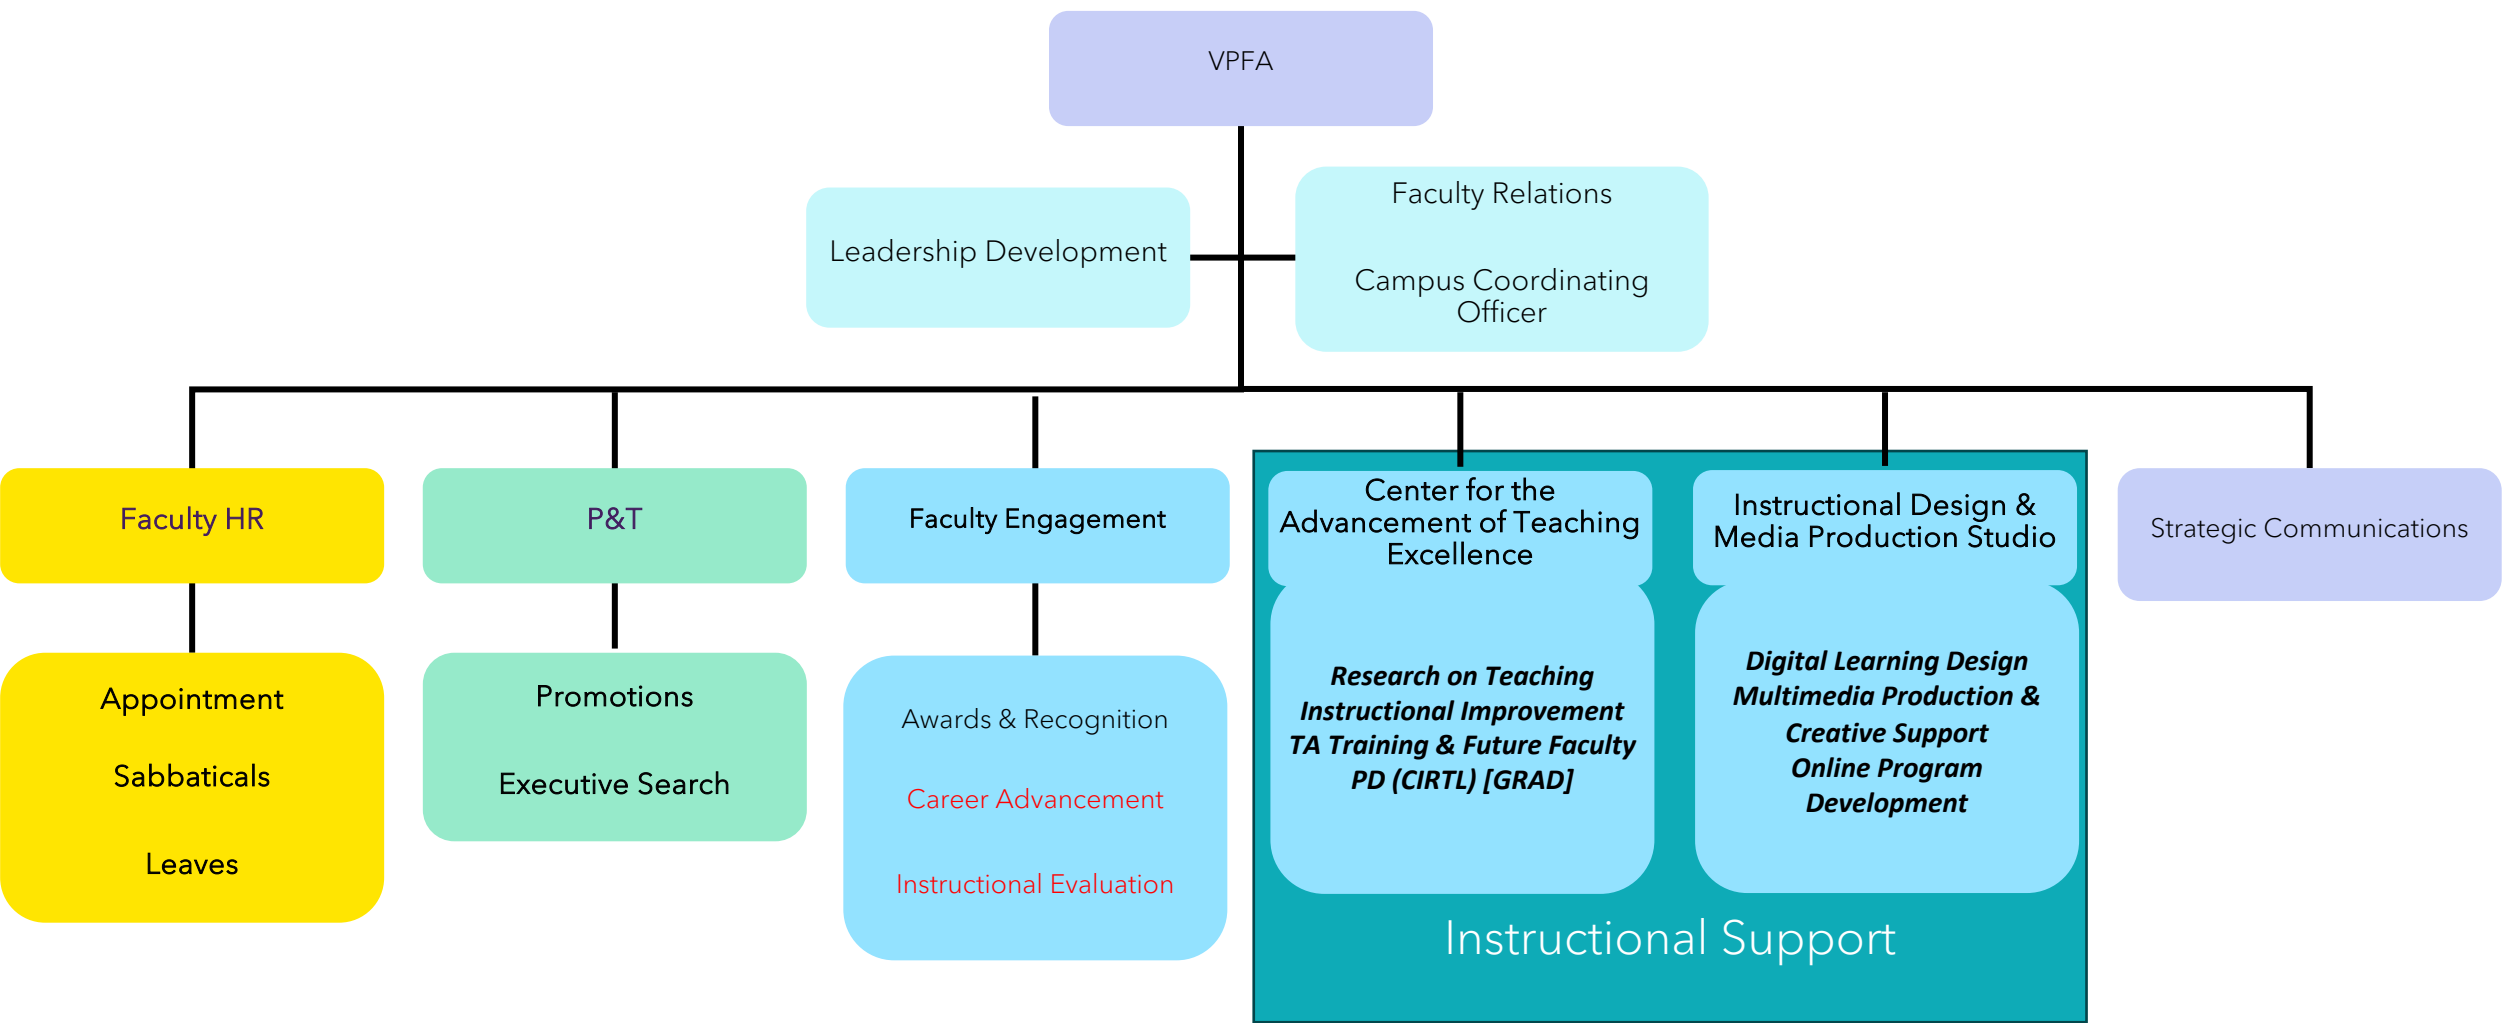 VPFA
Leadership Development
Faculty Relations
Campus Coordinating
Officer
Faculty HR
P&T
Faculty Engagement
Center for the
Advancement of Teaching
Excellence
Instructional Design &
Media Production Studio
Strategic Communications
Appointment
Sabbaticals
Leaves
Promotions
Executive Search
Awards & Recognition
Career Advancement
Instructional Evaluation
Research on Teaching
Instructional Improvement
TA Training & Future Faculty
PD (CIRTL) [GRAD]
Digital Learning Design
Multimedia Production &
Creative Support
Online Program
Development
Instructional Support